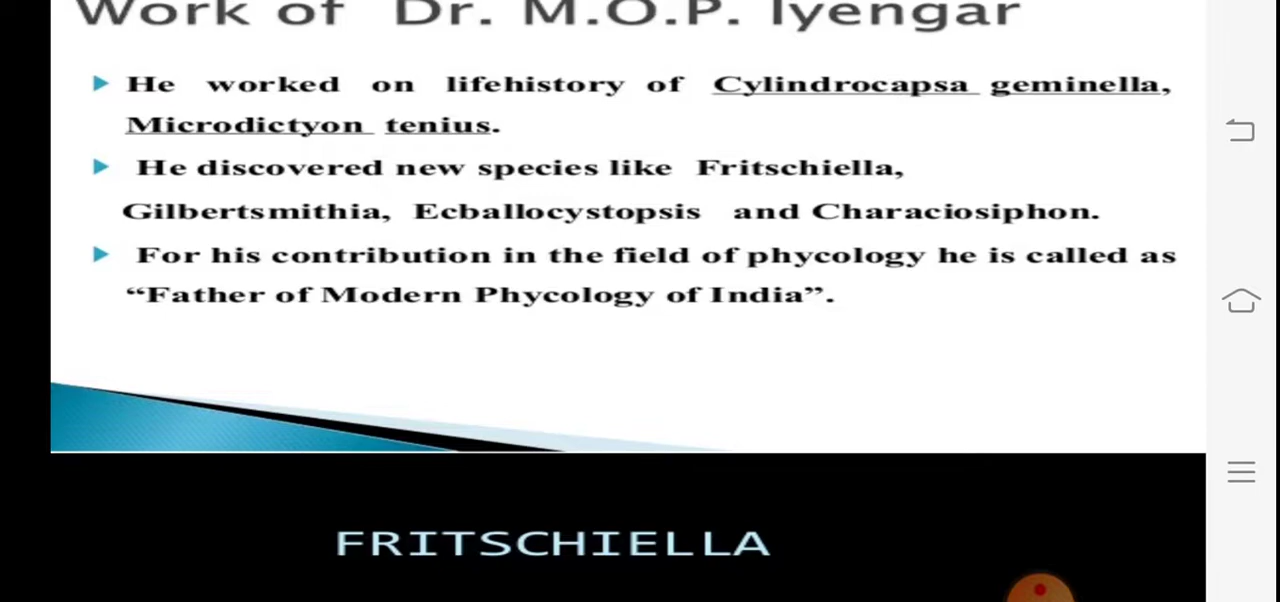 Work of Dr. M.O.P. Iyengar
He worked on lifehistory of Cylindrocapsa geminella,
Microdictyon tenius.
He discovered new species like Fritschiella,
Gilbertsmithia, Ecballocystopsis and Characiosiphon.
For his contribution in the field of phycology he is called as
“Father of Modern Phycology of India”.
FRITSCHIELLA